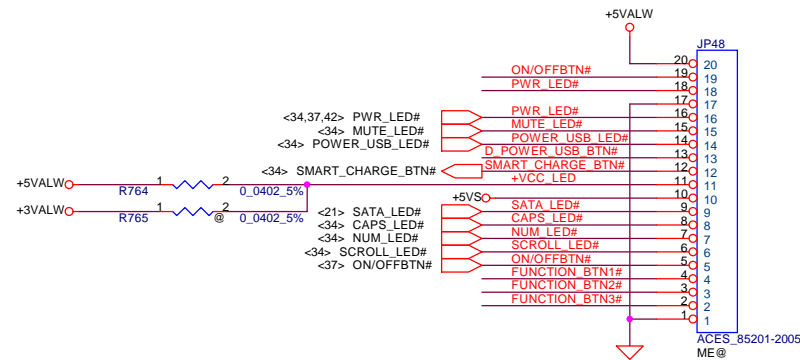 +5VALW
JP48
20 20
ON/OFFBTN# 19 19
PWR_LED# 18 18
17 17
<34,37,42> PWR_LED# PWR_LED# 16 16
<34> MUTE_LED# MUTE_LED# 15 15
<34> POWER_USB_LED# POWER_USB_LED# 14 14
D_POWER_USB_BTN# 13 13
<34> SMART_CHARGE_BTN# SMART_CHARGE_BTN# 12 12
+5VALW 1 2 +VCC_LED 11 11
R764 0_0402_5%
+5VS 10 10
+3VALW 1 2 <21> SATA_LED# SATA_LED# 9 9
R765 @ 0_0402_5% <34> CAPS_LED# CAPS_LED# 8 8
<34> NUM_LED# NUM_LED# 7 7
<34> SCROLL_LED# SCROLL_LED# 6 6
<37> ON/OFFBTN# ON/OFFBTN# 5 5
FUNCTION_BTN1# 4 4
FUNCTION_BTN2# 3 3
FUNCTION_BTN3# 2 2
1 1
ACES_85201-2005
ME@